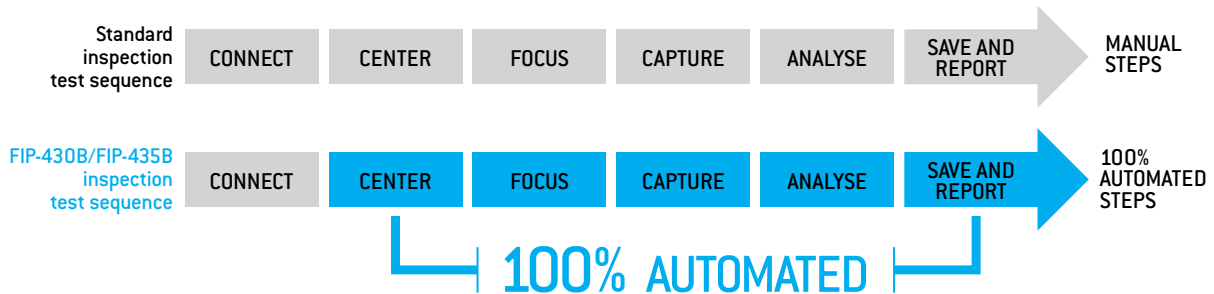 Standard
inspection
test sequence
CONNECT
CENTER
FOCUS
CAPTURE
ANALYSE
SAVE AND
REPORT
MANUAL
STEPS
FIP-430B/FIP-435B
inspection
test sequence
CONNECT
CENTER
FOCUS
CAPTURE
ANALYSE
SAVE AND
REPORT
100%
AUTOMATED
STEPS
100% AUTOMATED